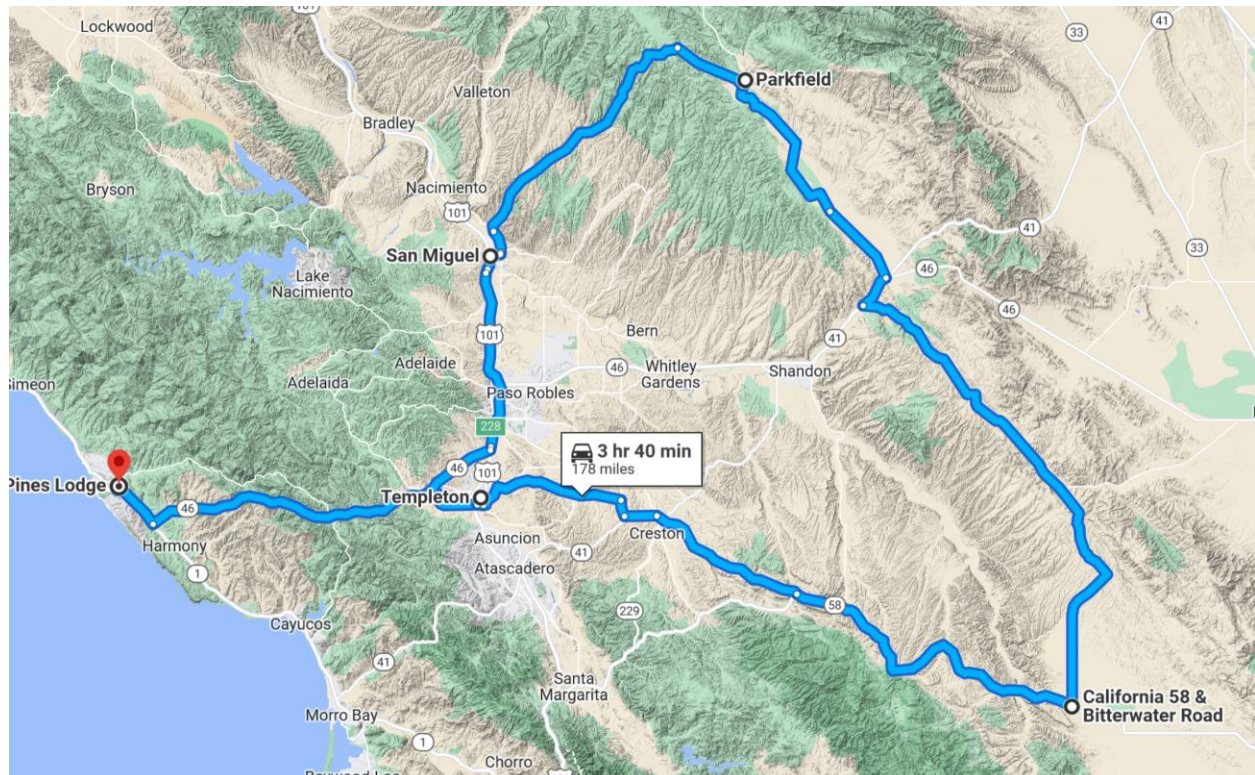 101
Lockwood
41
33
Valleton
Parkfield
Bradley
Nacimiento
Bryson
101
41
33
San Miguel
46
Lake
Nacimiento
46
101
Bern
41
Adelaide
46
Whitley
Gardens
Shandon
Simeon
Adelaida
Paso Robles
228
3 hr 40 min
178 miles
46
101
Pines Lodge
Templeton
46
Harmony
Asuncion
41
Creston
Atascadero
1
58
229
Cayucos
41
Santa
Margarita
California 58 &
Bitterwater Road
Morro Bay
1
Chorro